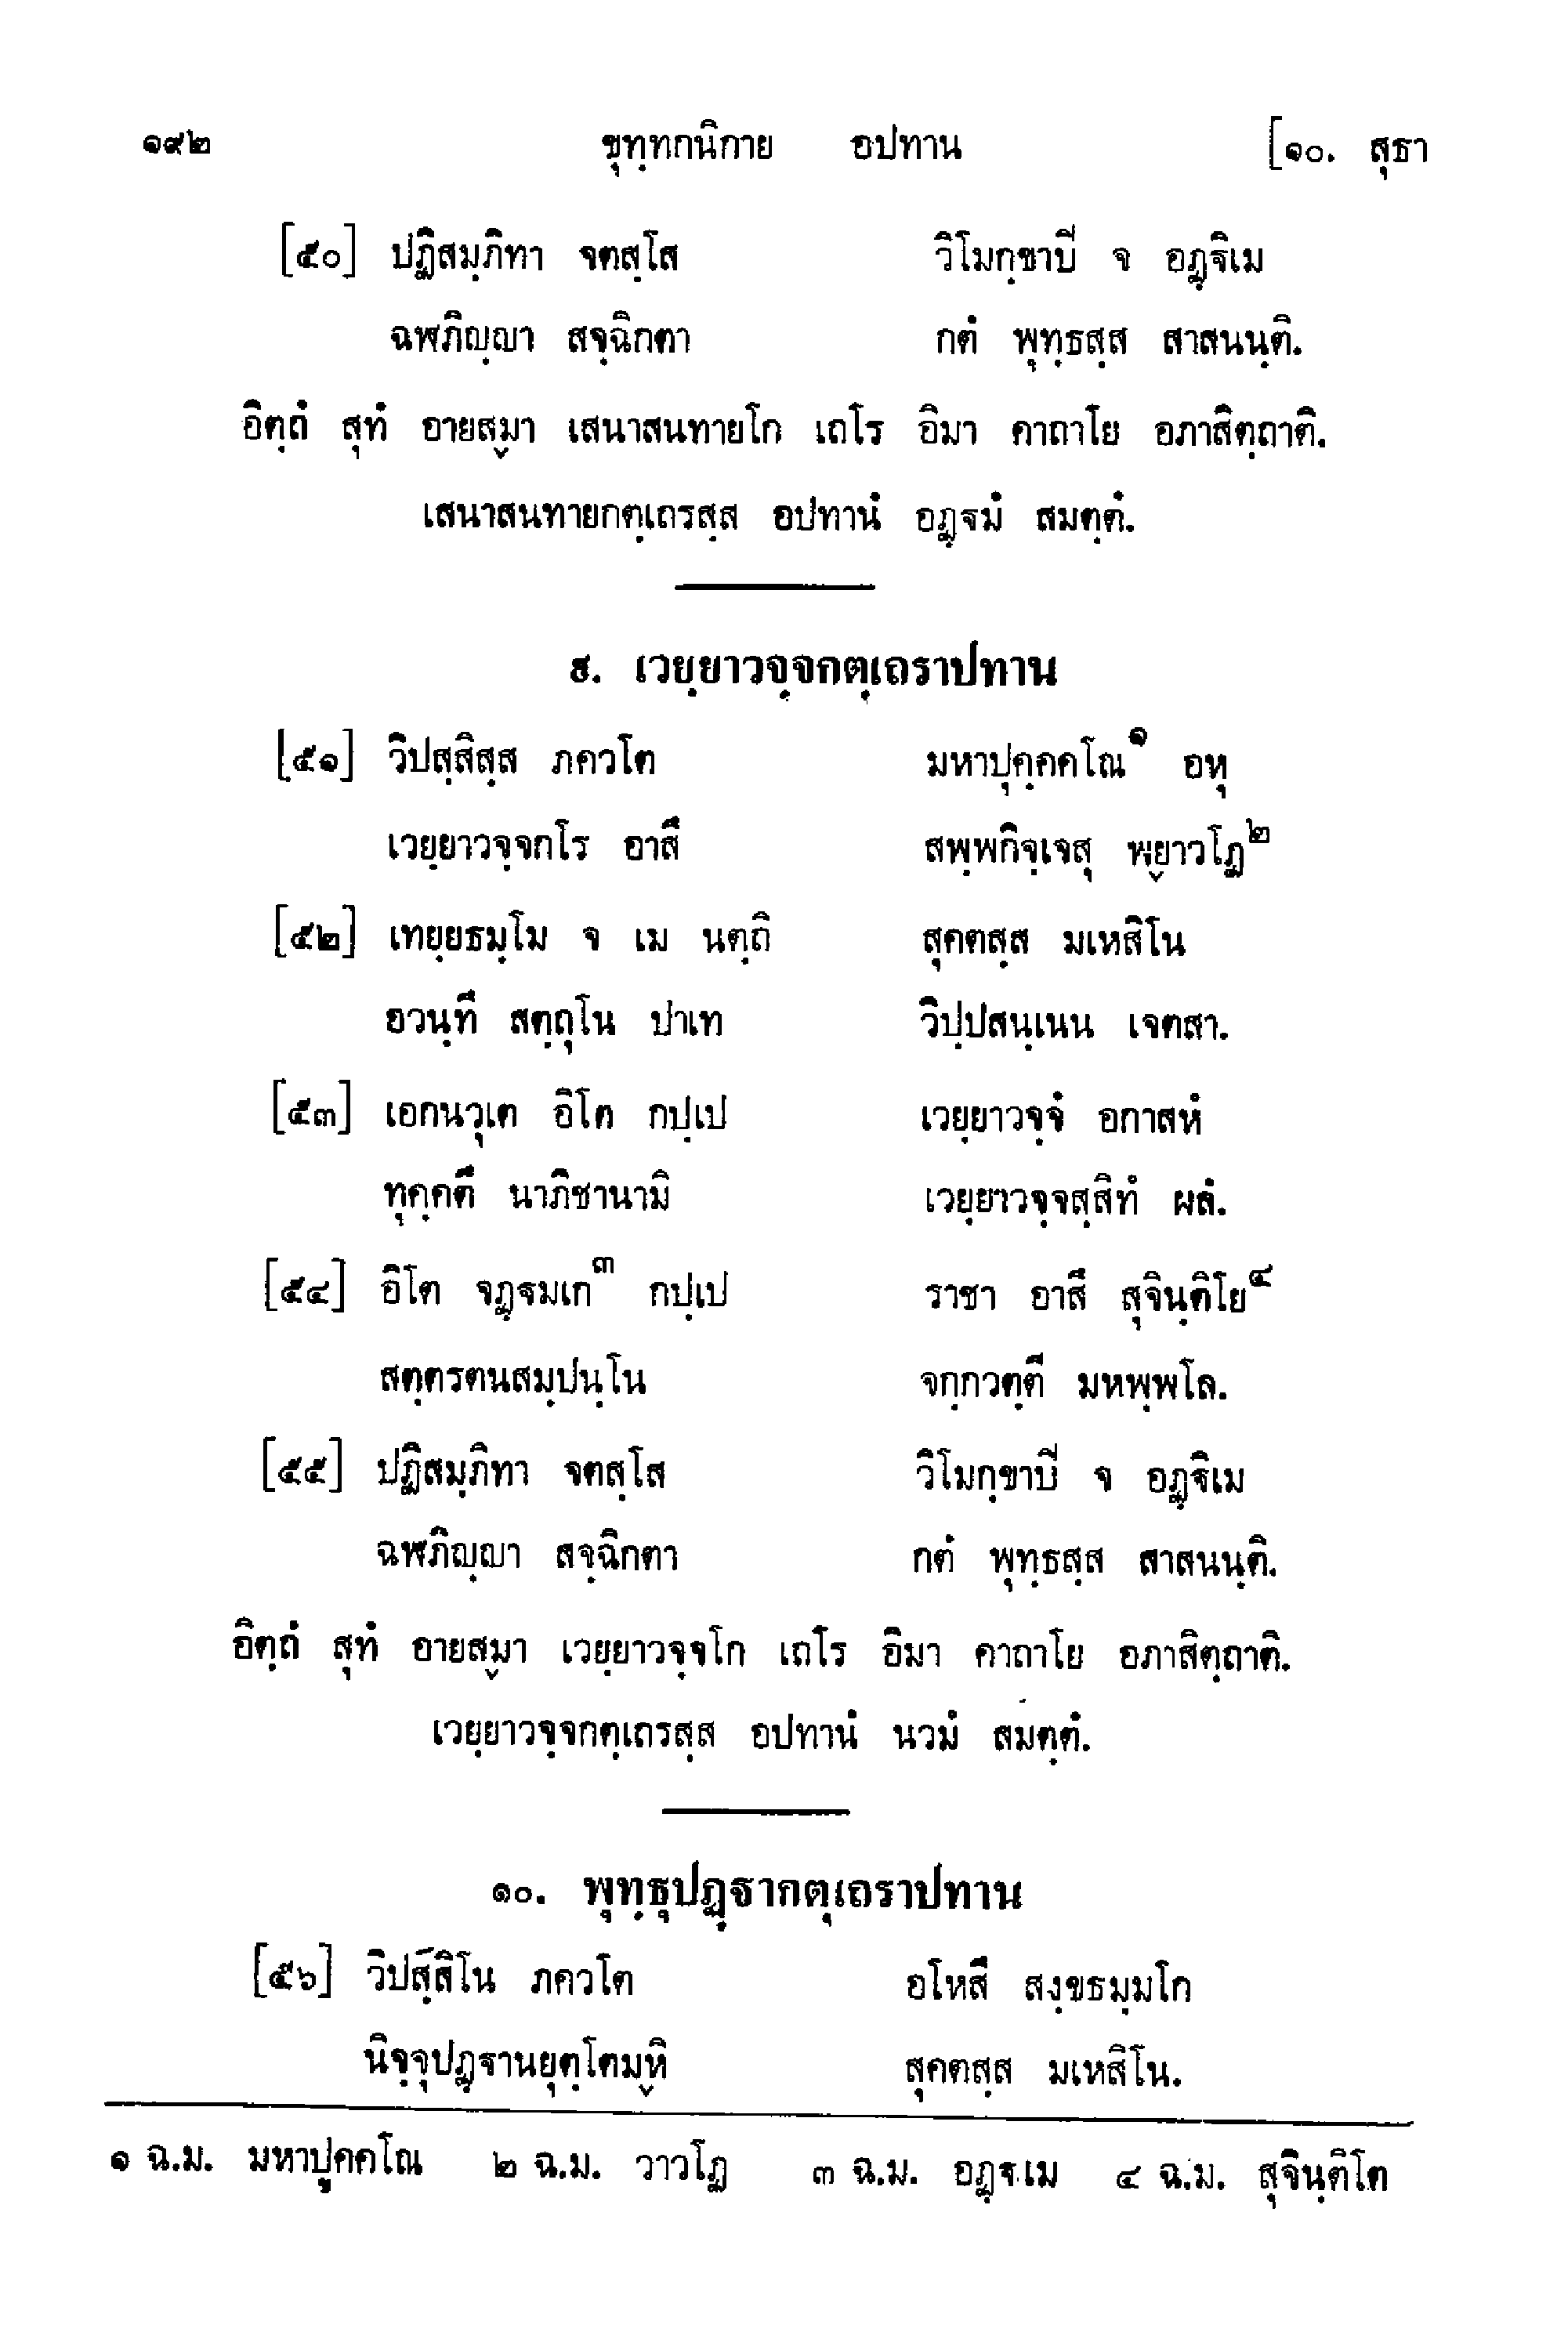 ๑๙๒ ขุทฺทกนิกาย อปทาน [๑๐. สุธา
[๕๐] ปฏิสมฺภิทา จตสฺโส วิโมกฺขาปิ จ อฏฺฐิเม
ฉฬภิญฺญา สจฺฉิกตา กตํ พุทฺธสฺส สาสนนฺติ.
อิตฺถํ สุทํ อายสฺมา เสนาสนทายโก เถโร อิมา คาถาโย อภาสิตฺถาติ.
เสนาสนทายกตฺเถรสฺส อปทานํ อฏฺฐมํ สมตฺตํ.
๙. เวยฺยาวจฺจกตฺเถราปทาน
[๕๑] วิปสฺสิสฺส ภควโต มหาปุคฺคคโณ๑ อหุ
เวยฺยาวจฺจกโร อาสึ สพฺพกิจฺเจสุ พฺยาวโฏ๒
[๕๒] เทยฺยธมฺโม จ เม นตฺถิ สุคตสฺส มเหสิโน
อวนฺทึ สตฺถุโน ปาเท วิปฺปสนฺเนน เจตสา.
[๕๓] เอกนวุเต อิโต กปฺเป เวยฺยาวจฺจํ อกาสหํ
ทุคฺคตึ นาภิชานามิ เวยฺยาวจฺจสฺสิทํ ผลํ.
[๕๔] อิโต จฏฺฐมเก๓ กปฺเป ราชา อาสึ สุจินฺติโย๔
สตฺตรตนสมฺปนฺโน จกฺกวตฺตี มหพฺพโล.
[๕๕] ปฏิสมฺภิทา จตสฺโส วิโมกฺขาปิ จ อฏฺฐิเม
ฉฬภิญฺญา สจฺฉิกตา กตํ พุทฺธสฺส สาสนนฺติ.
อิตฺถํ สุทํ อายสฺมา เวยฺยาวจฺจโก เถโร อิมา คาถาโย อภาสิตฺถาติ.
เวยฺยาวจฺจกตฺเถรสฺส อปทานํ นวมํ สมตฺตํ.
๑๐. พุทฺธุปฏฺฐากตฺเถราปทาน
[๕๖] วิปสฺสิโน ภควโต อโหสึ สงฺขธมฺมโก
นิจฺจุปฏฺฐานยุตฺโตมฺหิ สุคตสฺส มเหสิโน.
๑ ฉ.ม. มหาปูคคโณ ๒ ฉ.ม. วาวโฏ ๓ ฉ.ม. อฏฺฐเม ๔ ฉ.ม. สุจินฺติโต